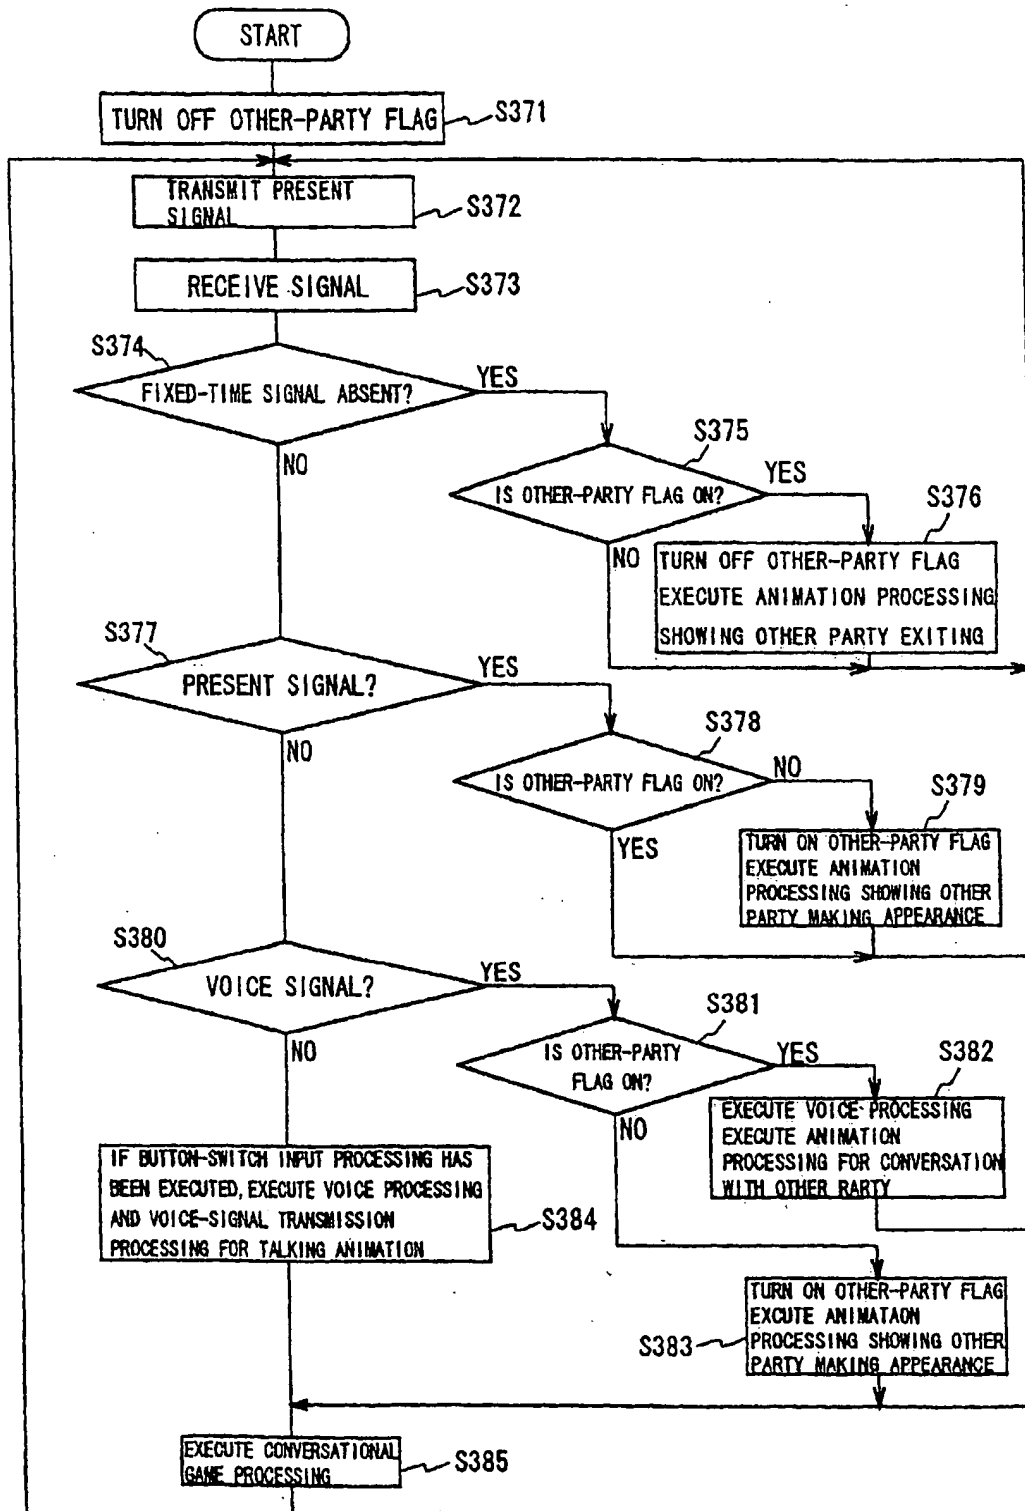 START
TURN OFF OTHER-PARTY FLAG
S371
TRANSMIT PRESENT
SIGNAL
S372
RECEIVE SIGNAL
S373
S374
FIXED-TIME SIGNAL ABSENT?
YES
NO
S375
IS OTHER-PARTY FLAG ON?
YES
NO
S376
TURN OFF OTHER-PARTY FLAG
EXECUTE ANIMATION PROCESSING
SHOWING OTHER PARTY EXITING
S377
PRESENT SIGNAL?
YES
NO
S378
IS OTHER-PARTY FLAG ON?
NO
YES
S379
TURN ON OTHER-PARTY FLAG
EXECUTE ANIMATION
PROCESSING SHOWING OTHER
PARTY MAKING APPEARANCE
S380
VOICE SIGNAL?
YES
NO
S381
IS OTHER-PARTY
FLAG ON?
YES
NO
S382
EXECUTE VOICE-PROCESSING
EXECUTE ANIMATION
PROCESSING FOR CONVERSATION
WITH OTHER RARTY
IF BUTTON-SWITCH INPUT PROCESSING HAS
BEEN EXECUTED, EXECUTE VOICE PROCESSING
AND VOICE-SIGNAL TRANSMISSION
PROCESSING FOR TALKING ANIMATION
S384
TURN ON OTHER-PARTY FLAG
EXCUTE ANIMATAON
PROCESSING SHOWING OTHER
PARTY MAKING APPEARANCE
S383
EXECUTE CONVERSATIONAL
GAME PROCESSING
S385